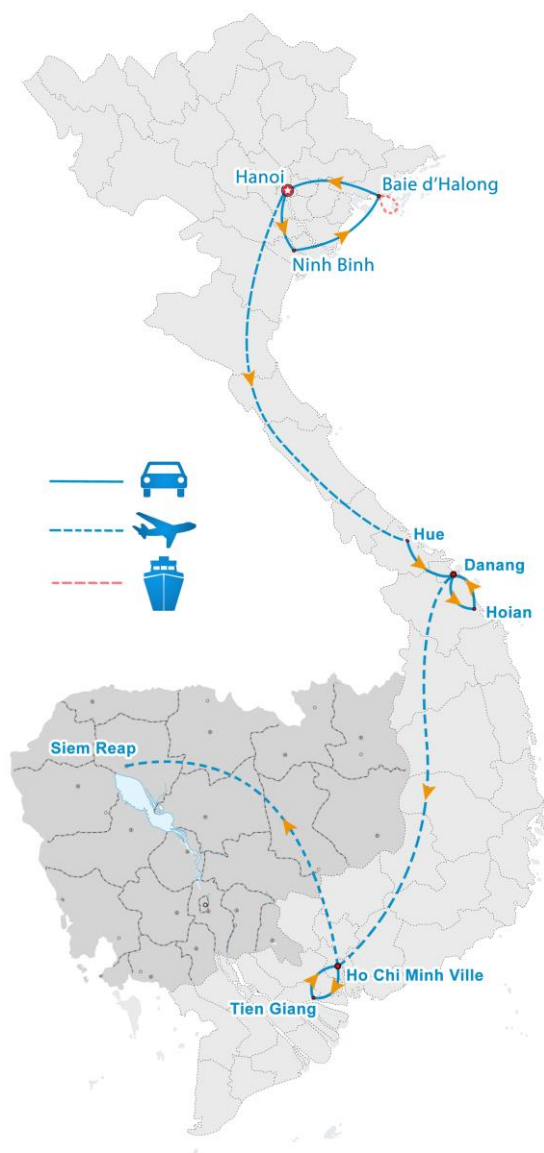 Hanoi
Baie d'Halong
Ninh Binh
Hue
Danang
Hoian
Siem Reap
Ho Chi Minh Ville
Tien Giang